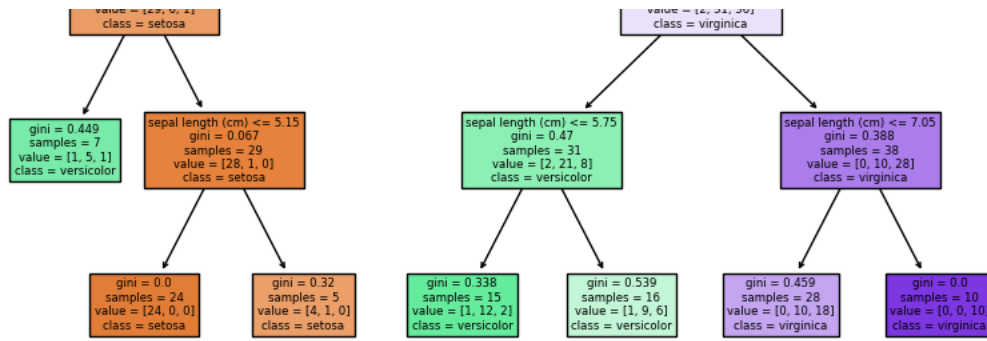 value = [29, 6, 1]
class = setosa
value = [2, 31, 36]
class = virginica
gini = 0.449
samples = 7
value = [1, 5, 1]
class = versicolor
sepal length (cm) <= 5.15
gini = 0.067
samples = 29
value = [28, 1, 0]
class = setosa
sepal length (cm) <= 5.75
gini = 0.47
samples = 31
value = [2, 21, 8]
class = versicolor
sepal length (cm) <= 7.05
gini = 0.388
samples = 38
value = [0, 10, 28]
class = virginica
gini = 0.0
samples = 24
value = [24, 0, 0]
class = setosa
gini = 0.32
samples = 5
value = [4, 1, 0]
class = setosa
gini = 0.338
samples = 15
value = [1, 12, 2]
class = versicolor
gini = 0.539
samples = 16
value = [1, 9, 6]
class = versicolor
gini = 0.459
samples = 28
value = [0, 10, 18]
class = virginica
gini = 0.0
samples = 10
value = [0, 0, 10]
class = virginica